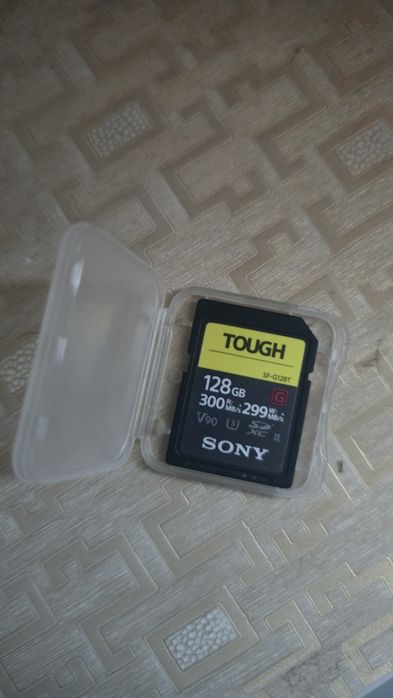 TOUGH
SF-G128T
128GB G
300 R: MB/s 299 W: MB/s
V90 U3 SDXC II
SONY